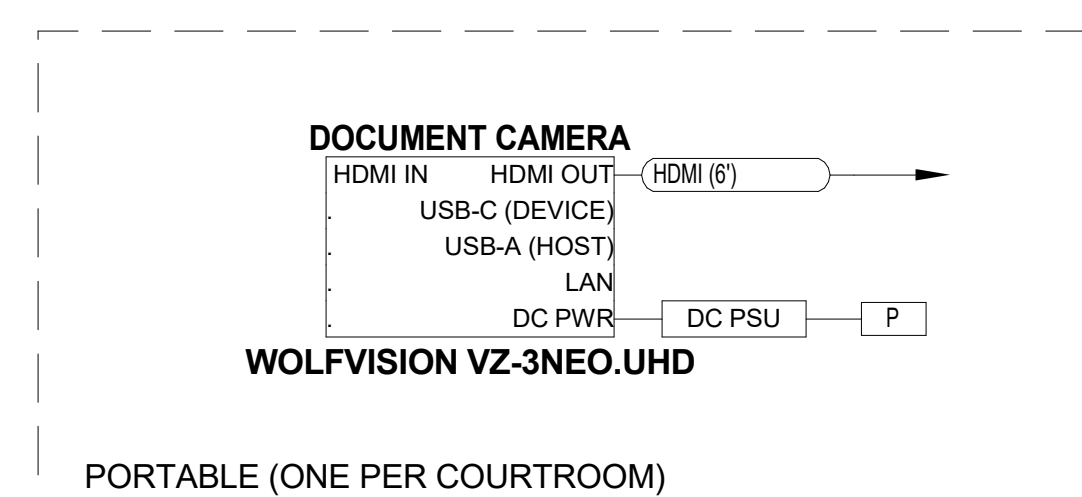 DOCUMENT CAMERA
HDMI IN HDMI OUT HDMI (6')
. USB-C (DEVICE)
. USB-A (HOST)
. LAN
. DC PWR DC PSU P
WOLFVISION VZ-3NEO.UHD
PORTABLE (ONE PER COURTROOM)